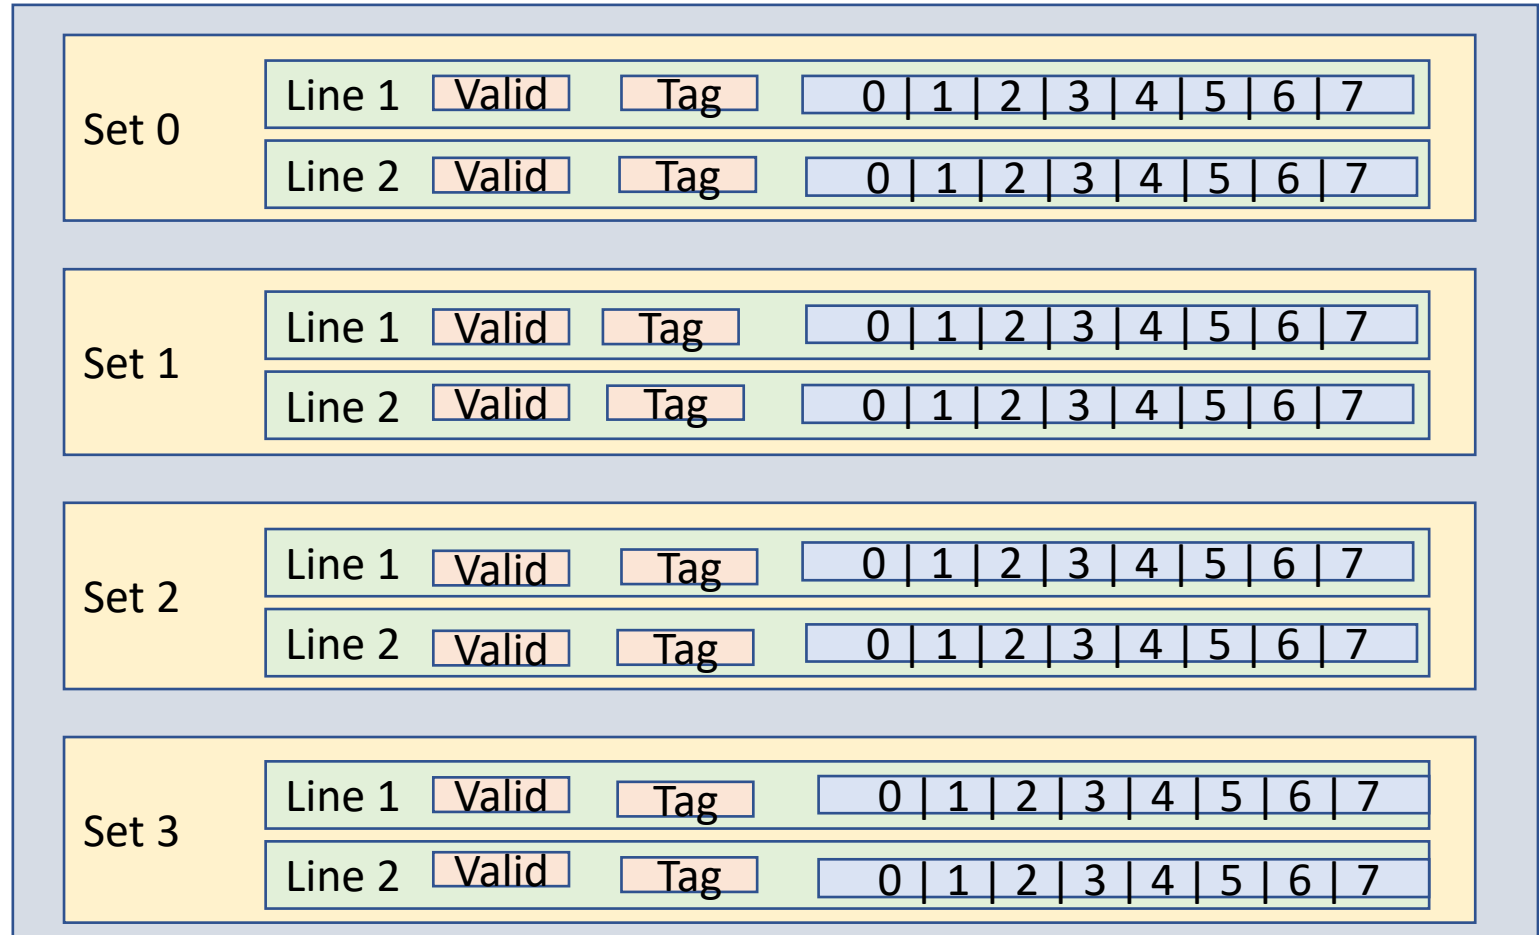 Set 0
Line 1 Valid Tag 0 | 1 | 2 | 3 | 4 | 5 | 6 | 7
Line 2 Valid Tag 0 | 1 | 2 | 3 | 4 | 5 | 6 | 7
Set 1
Line 1 Valid Tag 0 | 1 | 2 | 3 | 4 | 5 | 6 | 7
Line 2 Valid Tag 0 | 1 | 2 | 3 | 4 | 5 | 6 | 7
Set 2
Line 1 Valid Tag 0 | 1 | 2 | 3 | 4 | 5 | 6 | 7
Line 2 Valid Tag 0 | 1 | 2 | 3 | 4 | 5 | 6 | 7
Set 3
Line 1 Valid Tag 0 | 1 | 2 | 3 | 4 | 5 | 6 | 7
Line 2 Valid Tag 0 | 1 | 2 | 3 | 4 | 5 | 6 | 7